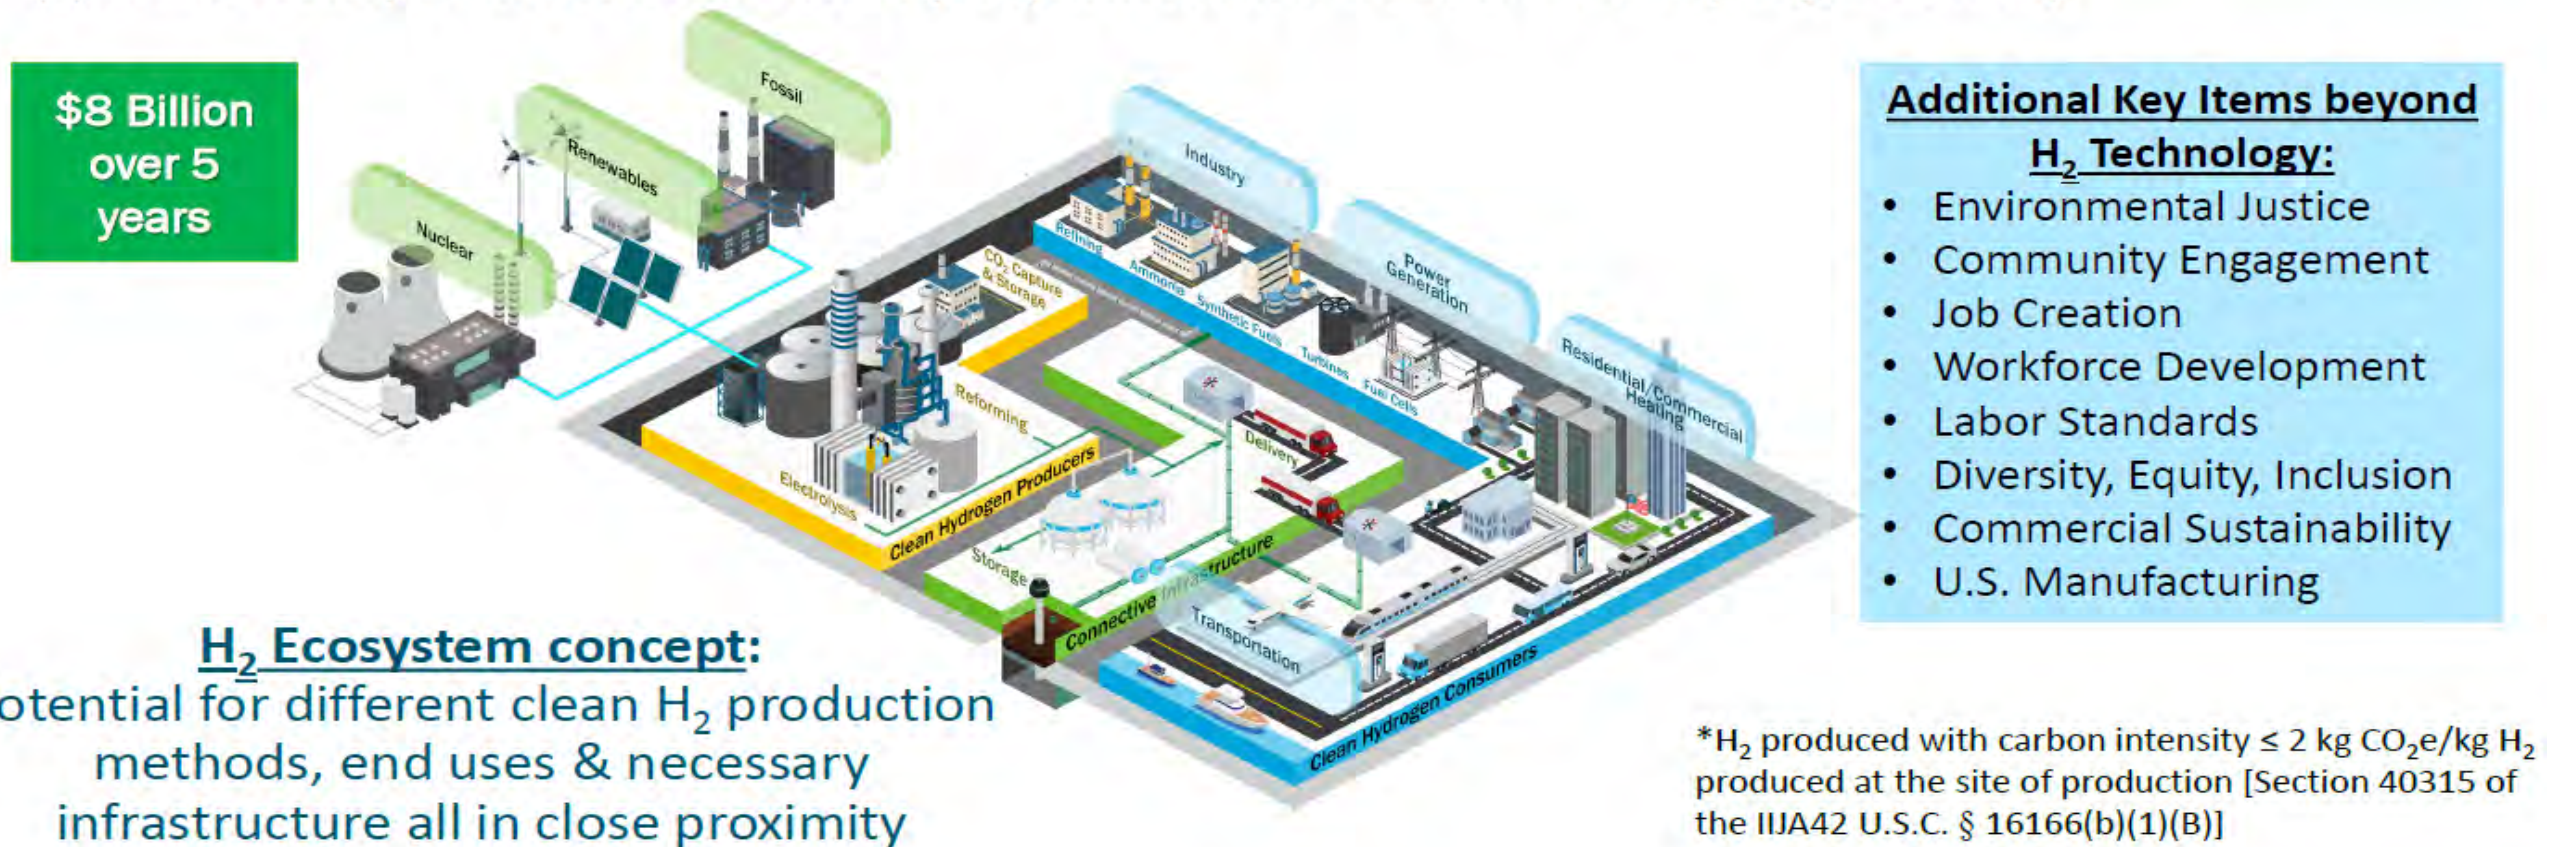 $8 Billion
over 5
years
Fossil
Renewables
Nuclear
Industry
Power
Generation
Residential/Commercial
Heating
Refining
Ammonia
Synthetic Fuels
Turbines
Fuel Cells
CO₂ Capture
& Storage
Reforming
Electrolysis
Clean Hydrogen Producers
Delivery
Storage
Connective Infrastructure
Transportation
Clean Hydrogen Consumers
Additional Key Items beyond
H₂ Technology:
• Environmental Justice
• Community Engagement
• Job Creation
• Workforce Development
• Labor Standards
• Diversity, Equity, Inclusion
• Commercial Sustainability
• U.S. Manufacturing
H₂ Ecosystem concept:
otential for different clean H₂ production
methods, end uses & necessary
infrastructure all in close proximity
*H₂ produced with carbon intensity ≤ 2 kg CO₂e/kg H₂
produced at the site of production [Section 40315 of
the IIJA42 U.S.C. § 16166(b)(1)(B)]